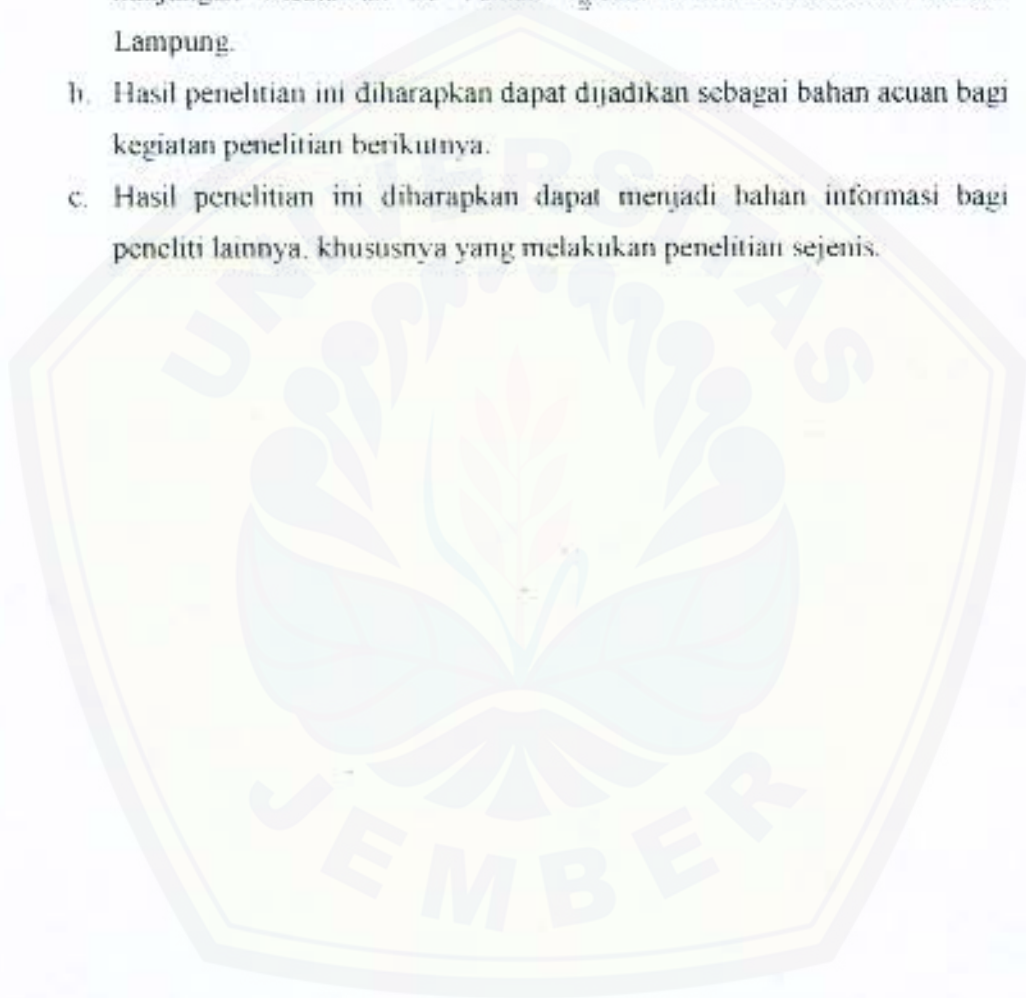 Lampung.
b. Hasil penelitian ini diharapkan dapat dijadikan sebagai bahan acuan bagi
kegiatan penelitian berikutnya.
c. Hasil penelitian ini diharapkan dapat menjadi bahan informasi bagi
peneliti lainnya, khususnya yang melakukan penelitian sejenis.
UNIVERSITAS
JEMBER